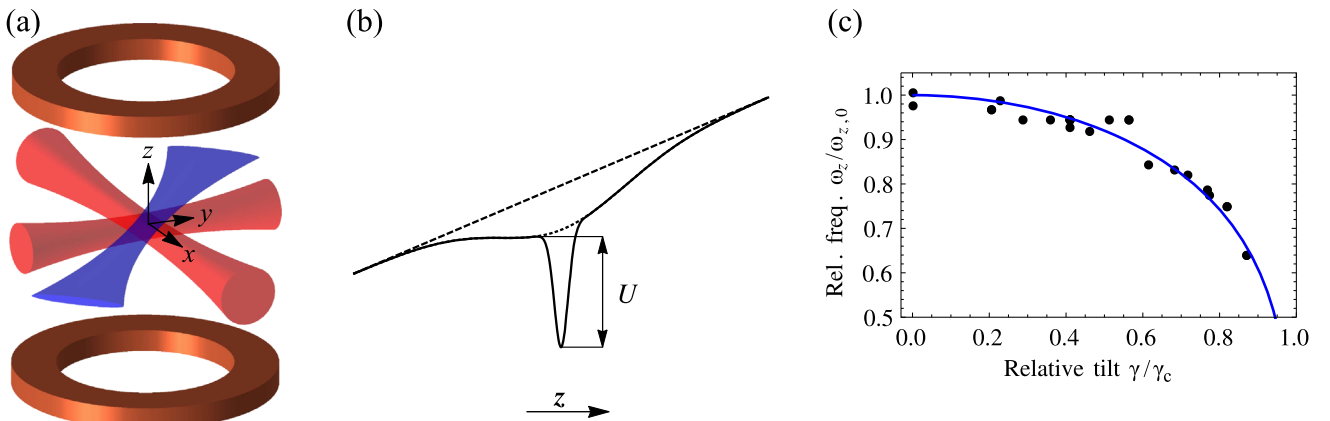 (a)
z
y
x
(b)
U
z
(c)
Rel. freq. ω_z/ω_{z,0}
1.0
0.9
0.8
0.7
0.6
0.5
0.0 0.2 0.4 0.6 0.8 1.0
Relative tilt γ/γ_c